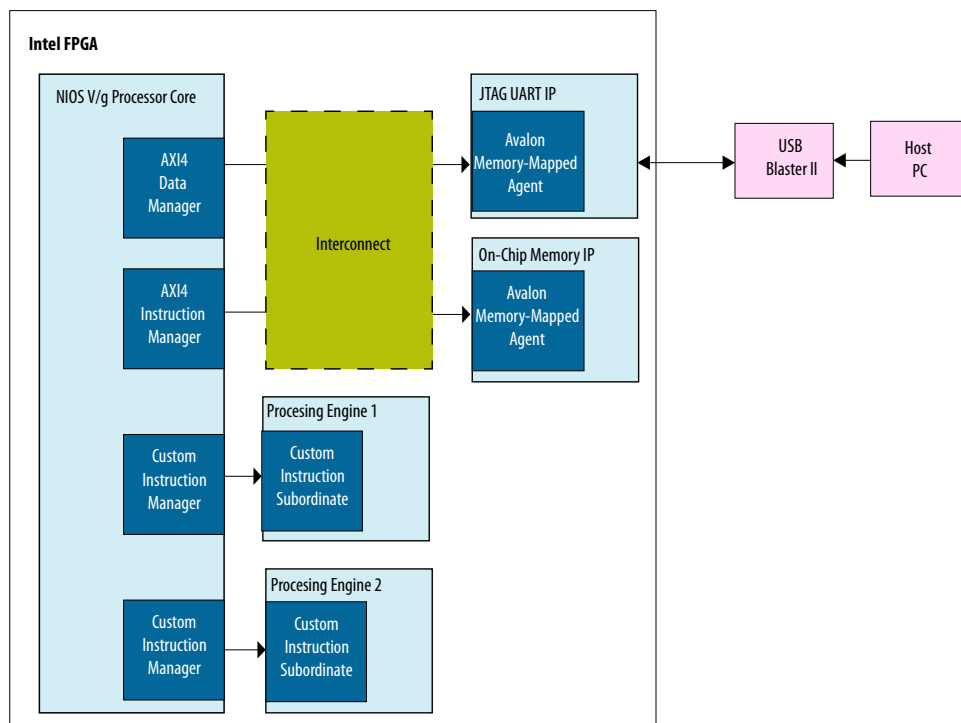 Intel FPGA
NIOS V/g Processor Core
AXI4
Data
Manager
AXI4
Instruction
Manager
Custom
Instruction
Manager
Custom
Instruction
Manager
Interconnect
JTAG UART IP
Avalon
Memory-Mapped
Agent
On-Chip Memory IP
Avalon
Memory-Mapped
Agent
Procesing Engine 1
Custom
Instruction
Subordinate
Procesing Engine 2
Custom
Instruction
Subordinate
USB
Blaster II
Host
PC